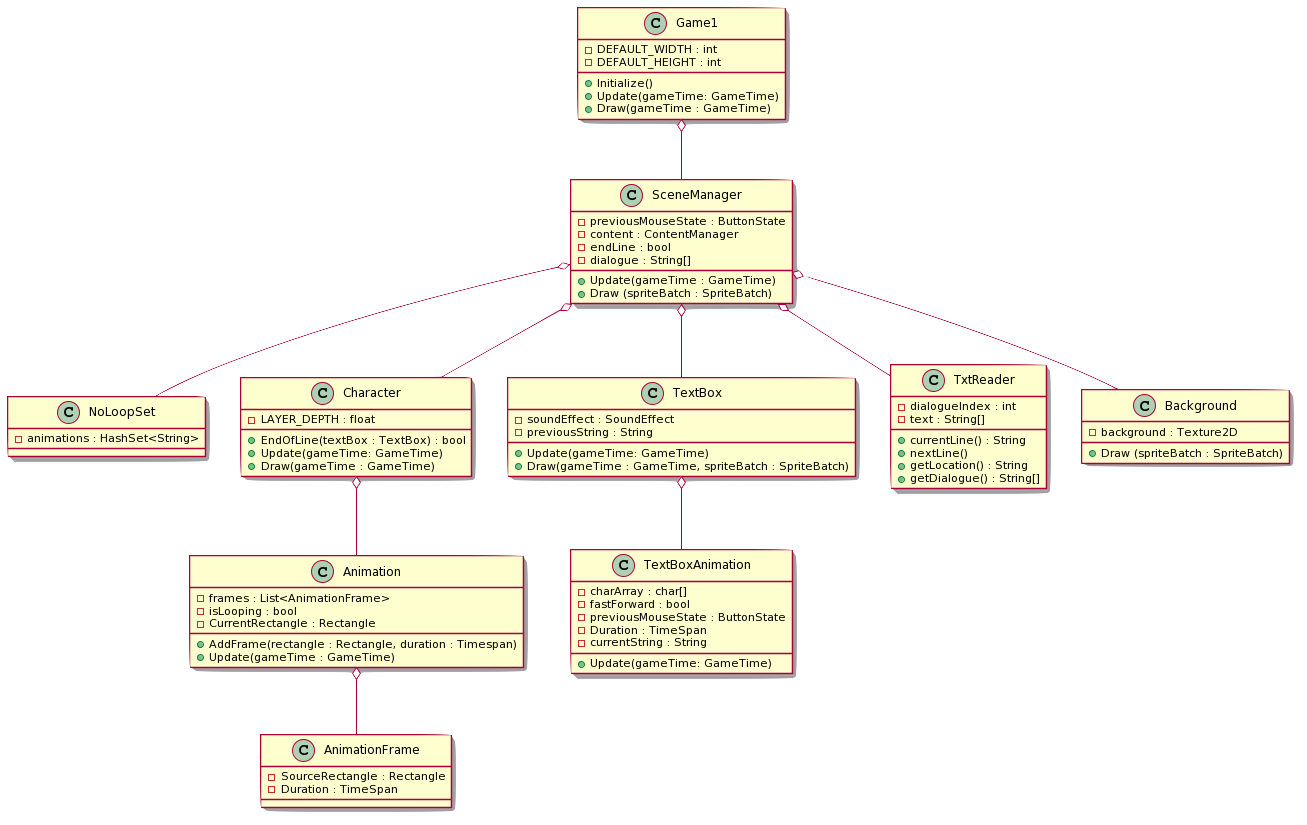 C Game1
DEFAULT_WIDTH : int
DEFAULT_HEIGHT : int
Initialize()
Update(gameTime: GameTime)
Draw(gameTime : GameTime)
C SceneManager
previousMouseState : ButtonState
content : ContentManager
endLine : bool
dialogue : String[]
Update(gameTime : GameTime)
Draw (spriteBatch : SpriteBatch)
C NoLoopSet
animations : HashSet<String>
C Character
LAYER_DEPTH : float
EndOfLine(textBox : TextBox) : bool
Update(gameTime: GameTime)
Draw(gameTime : GameTime)
C TextBox
soundEffect : SoundEffect
previousString : String
Update(gameTime: GameTime)
Draw(gameTime : GameTime, spriteBatch : SpriteBatch)
C TxtReader
dialogueIndex : int
text : String[]
currentLine() : String
nextLine()
getLocation() : String
getDialogue() : String[]
C Background
background : Texture2D
Draw (spriteBatch : SpriteBatch)
C Animation
frames : List<AnimationFrame>
isLooping : bool
CurrentRectangle : Rectangle
AddFrame(rectangle : Rectangle, duration : Timespan)
Update(gameTime : GameTime)
C TextBoxAnimation
charArray : char[]
fastForward : bool
previousMouseState : ButtonState
Duration : TimeSpan
currentString : String
Update(gameTime: GameTime)
C AnimationFrame
SourceRectangle : Rectangle
Duration : TimeSpan